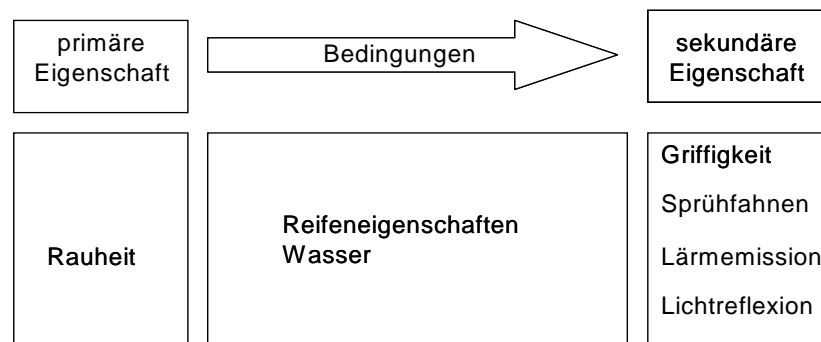 primäre
Eigenschaft
Bedingungen
sekundäre
Eigenschaft
Rauheit
Reifeneigenschaften
Wasser
Griffigkeit
Sprühfahnen
Lärmemission
Lichtreflexion